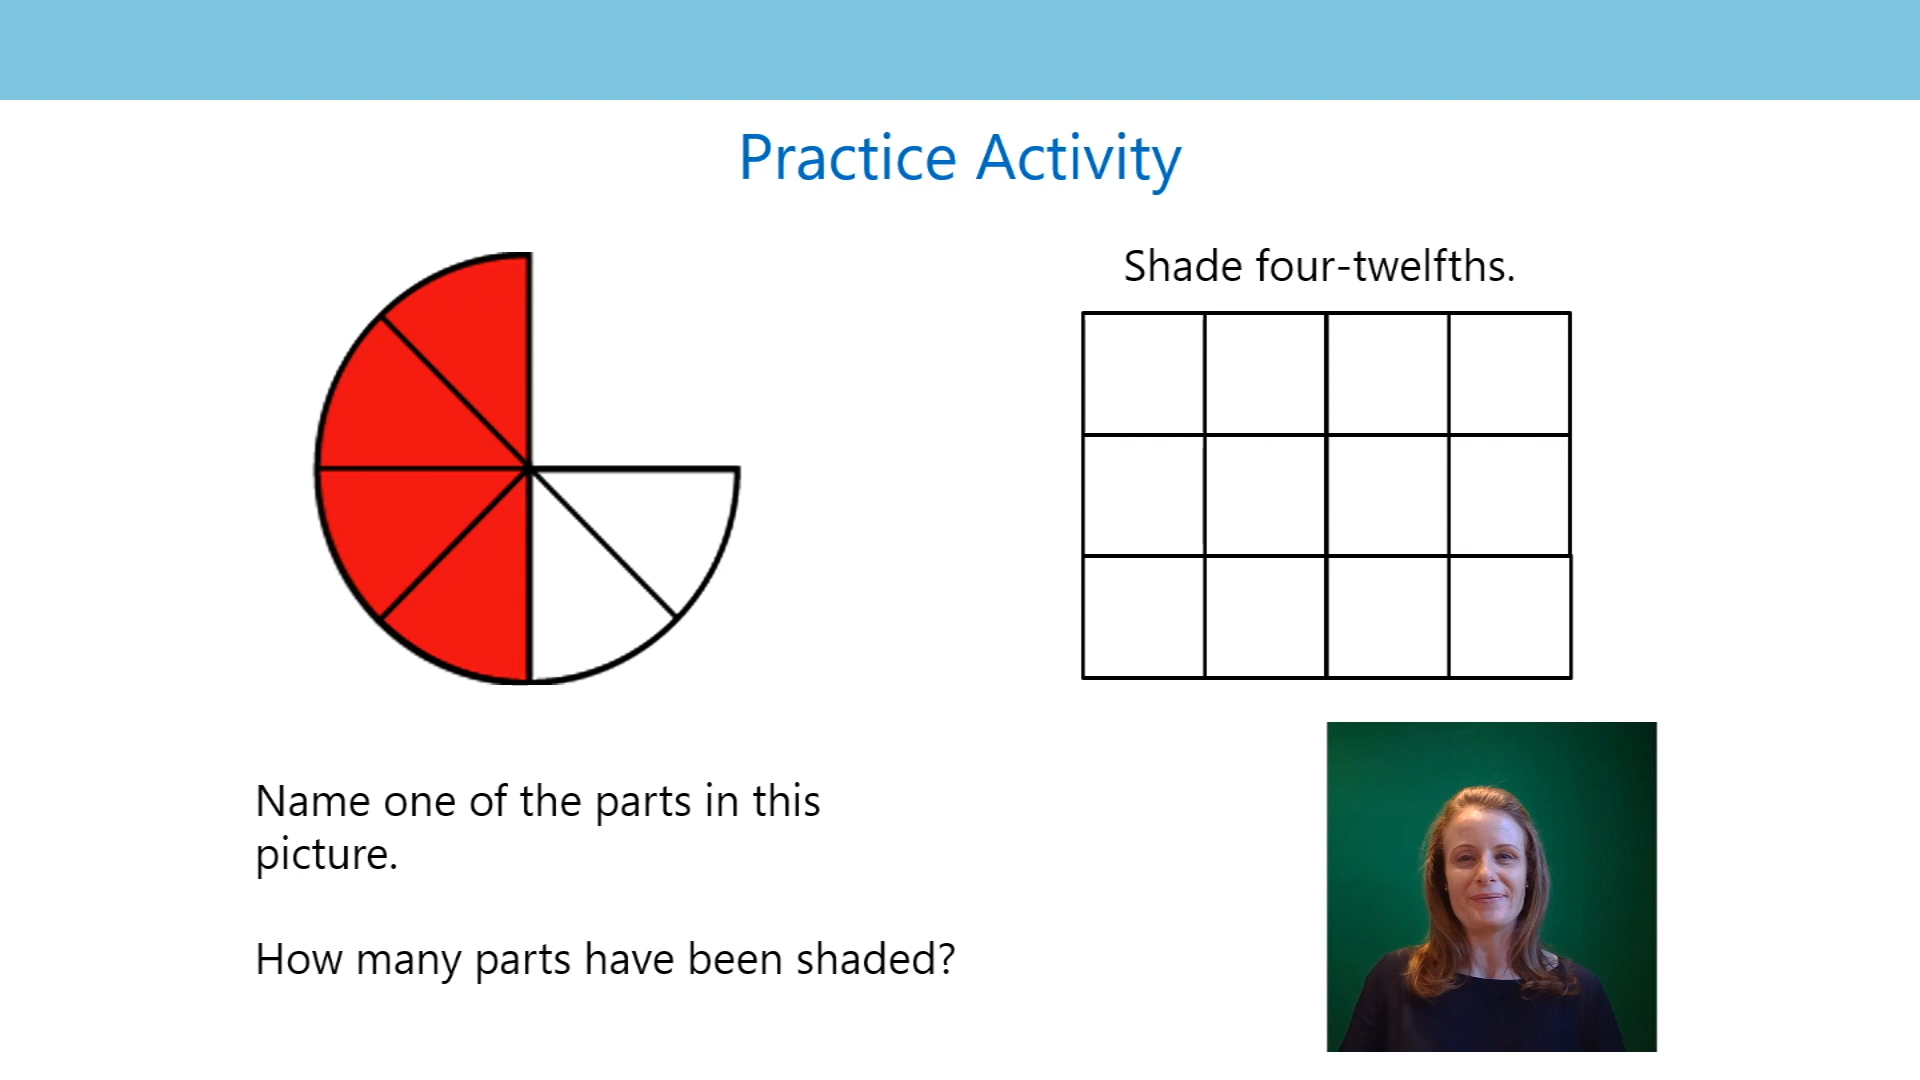 Practice Activity
Shade four-twelfths.
Name one of the parts in this
picture.
How many parts have been shaded?